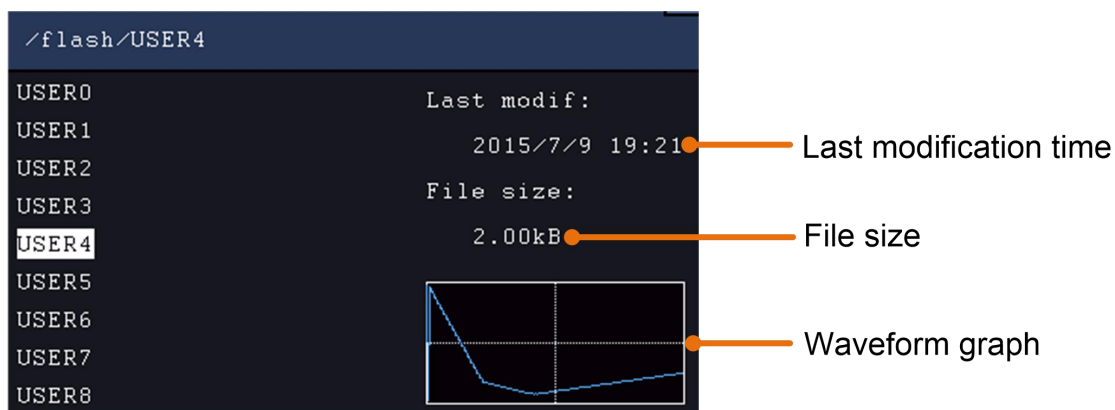 /flash/USER4
USER0
USER1
USER2
USER3
USER4
USER5
USER6
USER7
USER8
Last modif:
2015/7/9 19:21
File size:
2.00kB
Last modification time
File size
Waveform graph